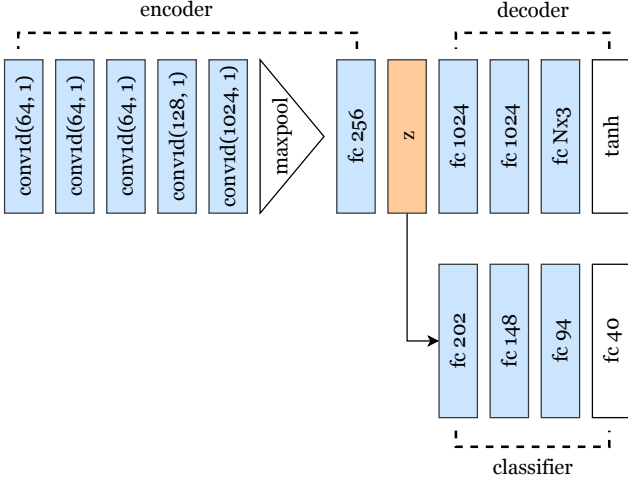 encoder
decoder
conv1d(64, 1)
conv1d(64, 1)
conv1d(64, 1)
conv1d(128, 1)
conv1d(1024, 1)
maxpool
fc 256
z
fc 1024
fc 1024
fc Nx3
tanh
fc 202
fc 148
fc 94
fc 40
classifier